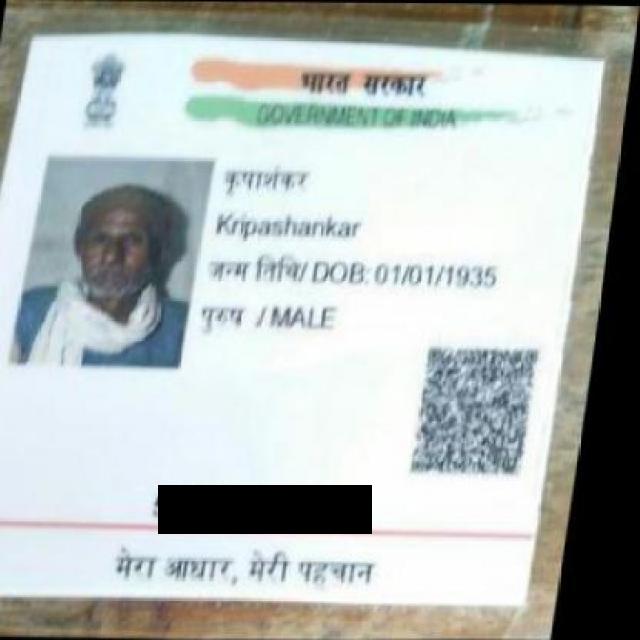 भारत सरकार
GOVERNMENT OF INDIA
कृपाशंकर
Kripashankar
जन्म तिथि/ DOB: 01/01/1935
पुरुष / MALE
मेरा आधार, मेरी पहचान